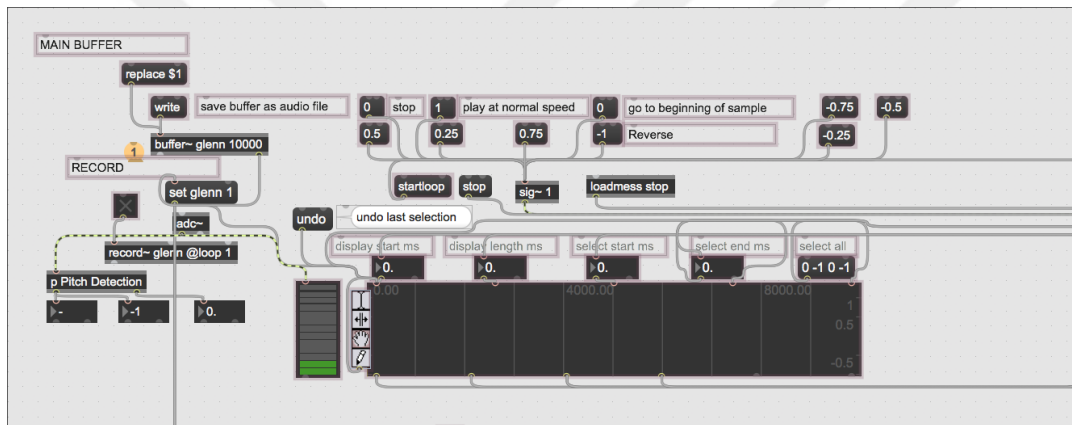 MAIN BUFFER
replace $1
write
save buffer as audio file
0
stop
1
play at normal speed
0
go to beginning of sample
-0.75
-0.5
0.5
0.25
0.75
-1
Reverse
-0.25
buffer~ glenn 10000
1
RECORD
set glenn 1
startloop
stop
sig~ 1
loadmess stop
adc~
undo
undo last selection
record~ glenn @loop 1
display start ms
display length ms
select start ms
select end ms
select all
0.
0.
0.
0.
0 -1 0 -1
p Pitch Detection
-
-1
0.
0.00
4000.00
8000.00
1
0.5
-0.5